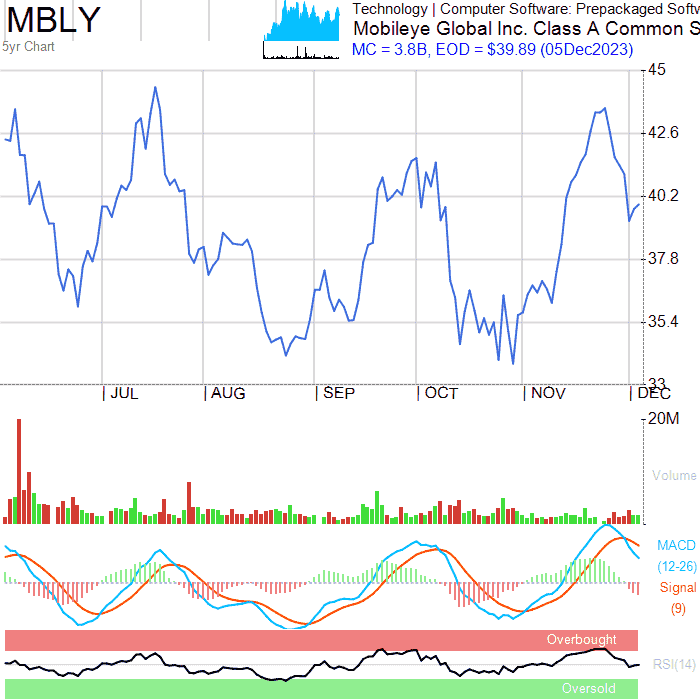 MBLY
5yr Chart
Technology | Computer Software: Prepackaged Softw
Mobileye Global Inc. Class A Common S
MC = 3.8B, EOD = $39.89 (05Dec2023)
45
42.6
40.2
37.8
35.4
33
| JUL | AUG | SEP | OCT | NOV | DEC
20M
Volume
MACD
(12-26)
Signal
(9)
Overbought
RSI(14)
Oversold